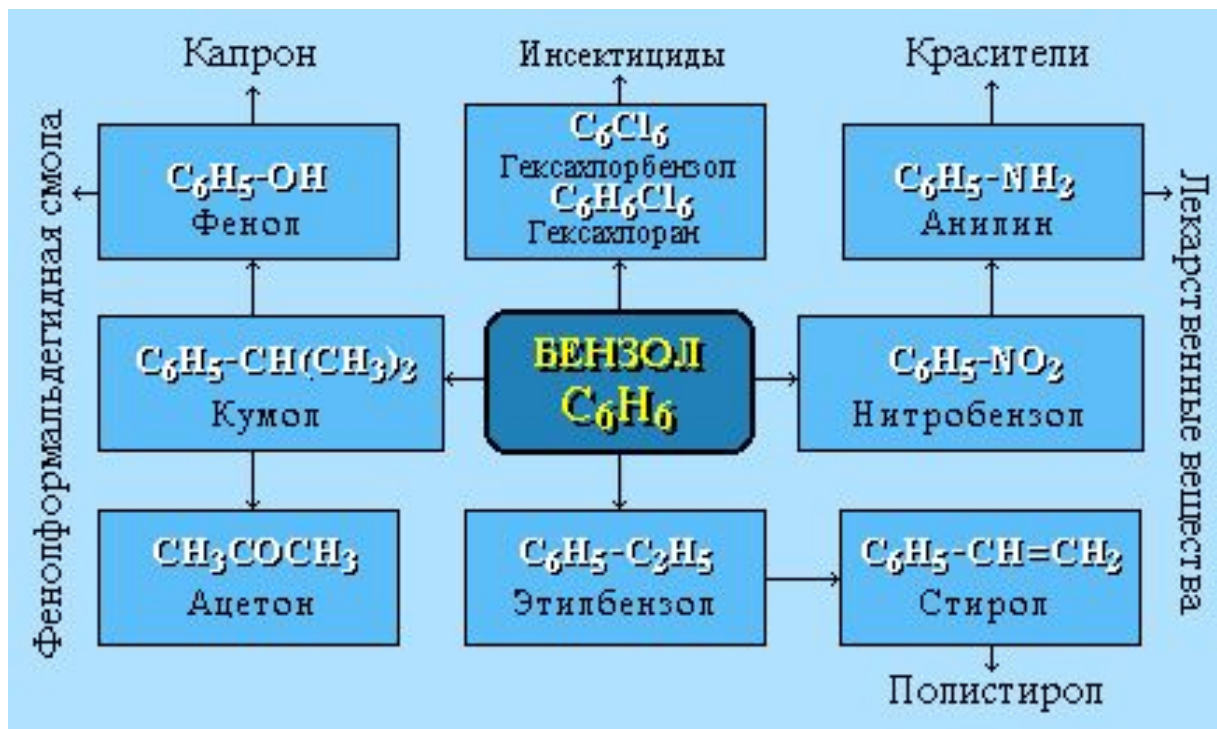 Капрон
Инсектициды
Красители
Фенолформальдегидная смола
C₆H₅-OH
Фенол
C₆Cl₆
Гексахлорбензол
C₆H₆Cl₆
Гексахлоран
C₆H₅-NH₂
Анилин
Лекарственные вещества
C₆H₅-CH(CH₃)₂
Кумол
БЕНЗОЛ
C₆H₆
C₆H₅-NO₂
Нитробензол
CH₃COCH₃
Ацетон
C₆H₅-C₂H₅
Этилбензол
C₆H₅-CH=CH₂
Стирол
Полистирол